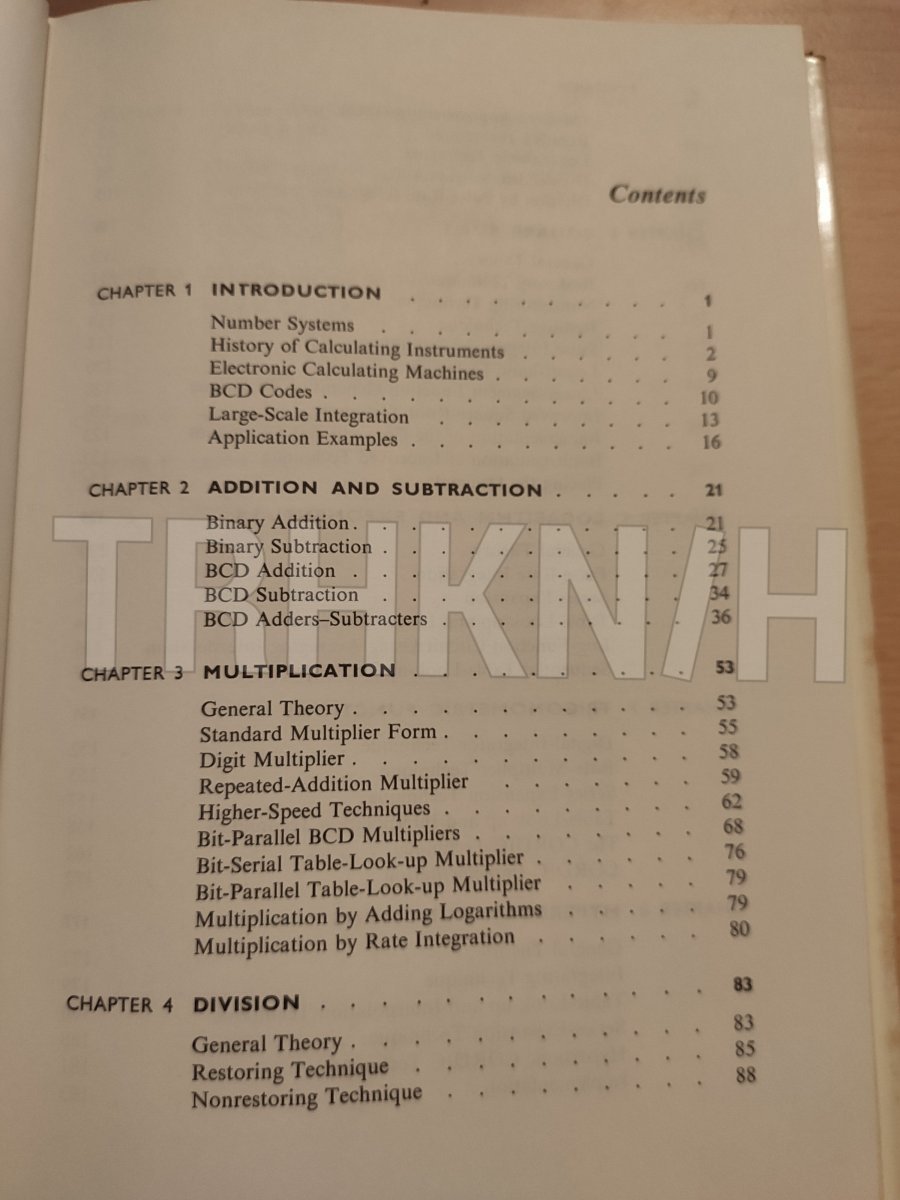 Contents
CHAPTER 1 INTRODUCTION . . . . . . . . . . 1
Number Systems . . . . . . . . . . 1
History of Calculating Instruments . . . . . . 2
Electronic Calculating Machines . . . . . . . 9
BCD Codes . . . . . . . . . . . . 10
Large-Scale Integration . . . . . . . . 13
Application Examples . . . . . . . . . . 16
CHAPTER 2 ADDITION AND SUBTRACTION . . . . . 21
Binary Addition . . . . . . . . . . . . 21
Binary Subtraction . . . . . . . . . . . 25
BCD Addition . . . . . . . . . . . . 27
BCD Subtraction . . . . . . . . . . . 34
BCD Adders–Subtracters . . . . . . . . . 36
CHAPTER 3 MULTIPLICATION . . . . . . . . . . 53
General Theory . . . . . . . . . . . . 53
Standard Multiplier Form . . . . . . . . . 55
Digit Multiplier . . . . . . . . . . . . 58
Repeated-Addition Multiplier . . . . . . . 59
Higher-Speed Techniques . . . . . . . . . 62
Bit-Parallel BCD Multipliers . . . . . . . . 68
Bit-Serial Table-Look-up Multiplier . . . . . . 76
Bit-Parallel Table-Look-up Multiplier . . . . . 79
Multiplication by Adding Logarithms . . . . . 79
Multiplication by Rate Integration . . . . . . 80
CHAPTER 4 DIVISION . . . . . . . . . . . . . 83
General Theory . . . . . . . . . . . . 83
Restoring Technique . . . . . . . . . . 85
Nonrestoring Technique . . . . . . . . . 88
TRHKN/H